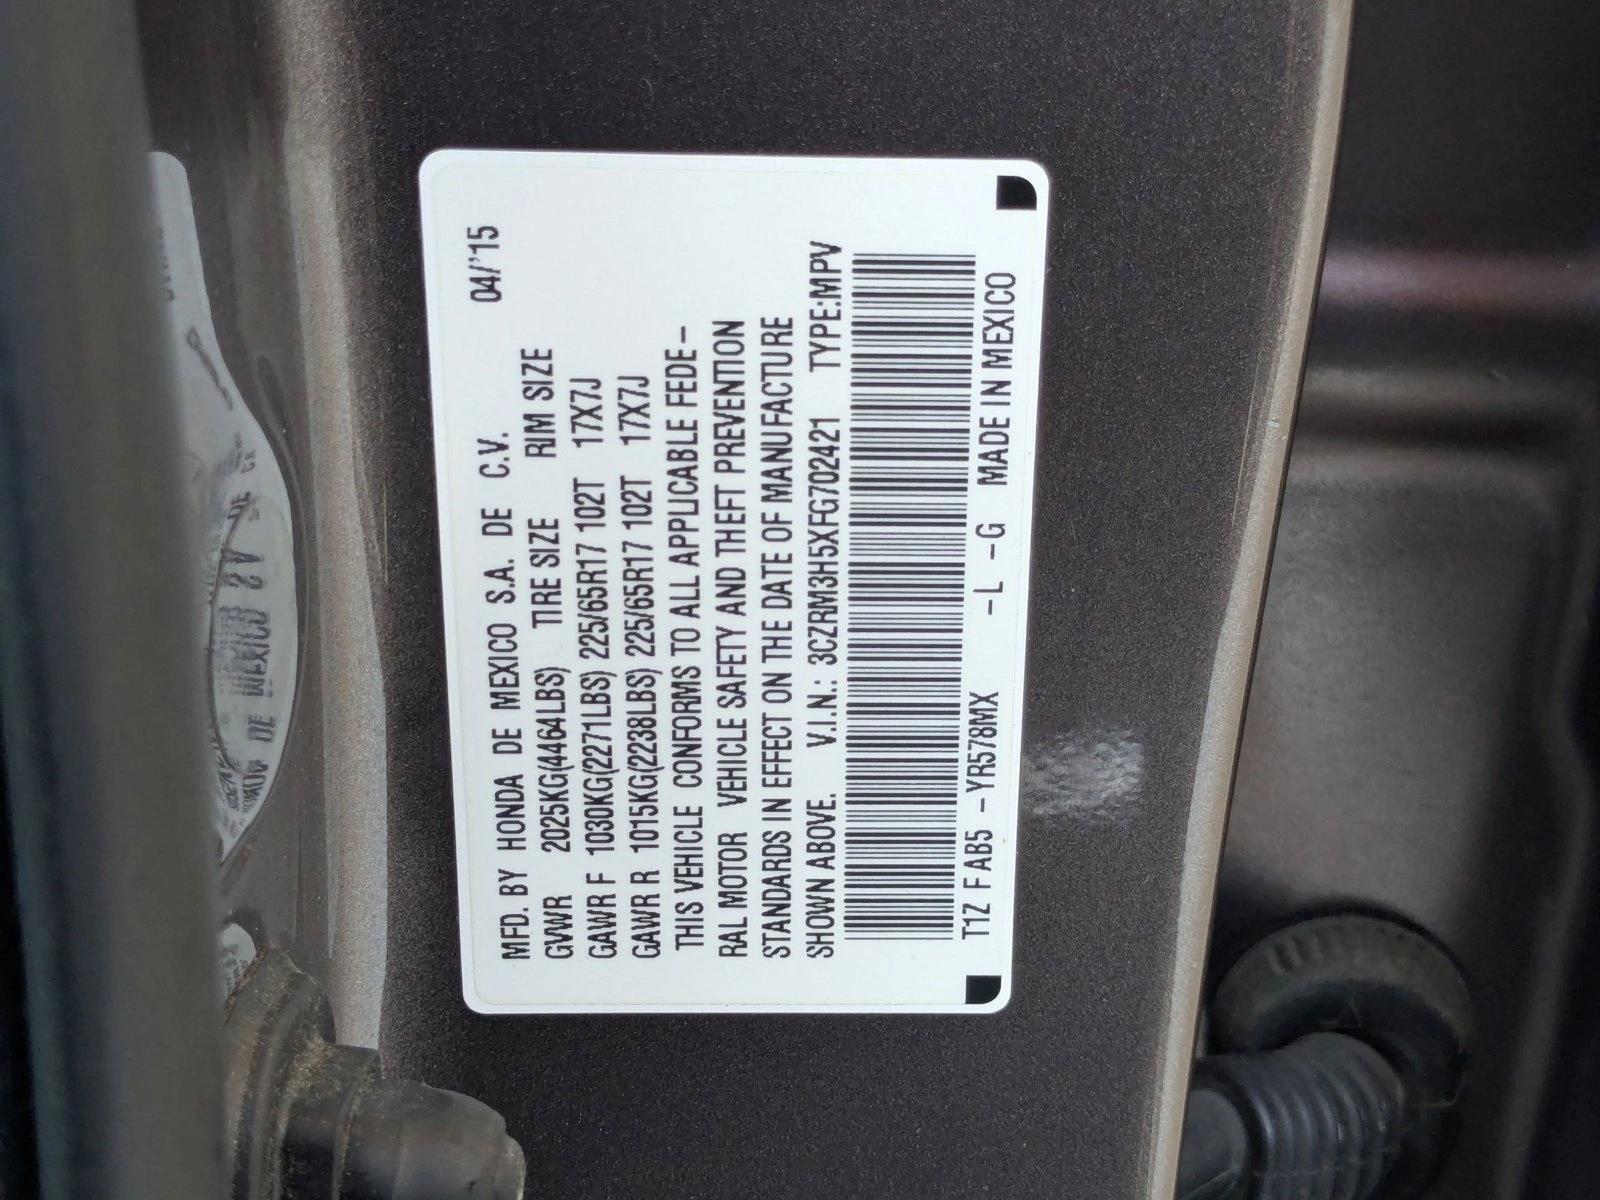 MFD. BY HONDA DE MEXICO S.A. DE C.V. 04/'15
GVWR 2025KG(4464LBS) TIRE SIZE RIM SIZE
GAWR F 1030KG(2271LBS) 225/65R17 102T 17X7J
GAWR R 1015KG(2238LBS) 225/65R17 102T 17X7J
THIS VEHICLE CONFORMS TO ALL APPLICABLE FEDE-
RAL MOTOR VEHICLE SAFETY AND THEFT PREVENTION
STANDARDS IN EFFECT ON THE DATE OF MANUFACTURE
SHOWN ABOVE. V.I.N.: 3CZRM3H5XFG702421 TYPE:MPV
T1Z F AB5 -YR578MX -L -G MADE IN MEXICO
DE MEXICO